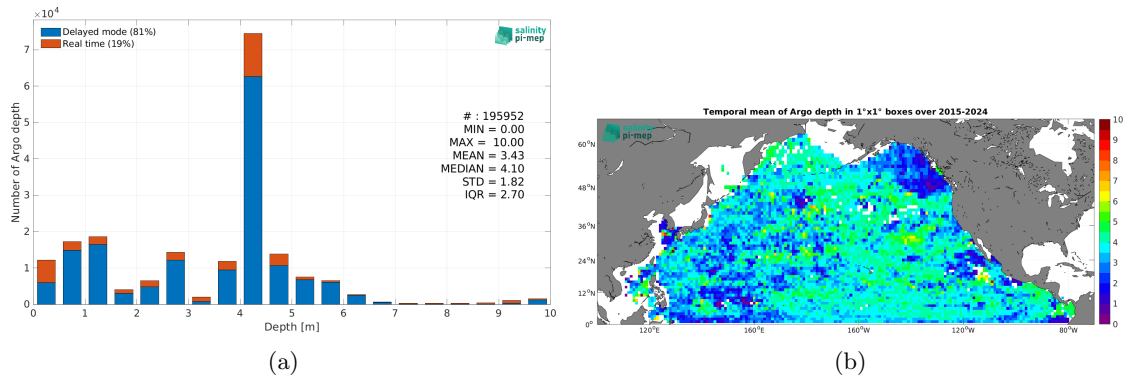 ×10⁴
Delayed mode (81%)
Real time (19%)
salinity
pi-mep
# : 195952
MIN = 0.00
MAX = 10.00
MEAN = 3.43
MEDIAN = 4.10
STD = 1.82
IQR = 2.70
Number of Argo depth
7
6
5
4
3
2
1
0
0 1 2 3 4 5 6 7 8 9 10
Depth [m]
(a)
Temporal mean of Argo depth in 1°x1° boxes over 2015-2024
salinity
pi-mep
60°N
48°N
36°N
24°N
12°N
0°
120°E 160°E 160°W 120°W 80°W
10
9
8
7
6
5
4
3
2
1
0
(b)